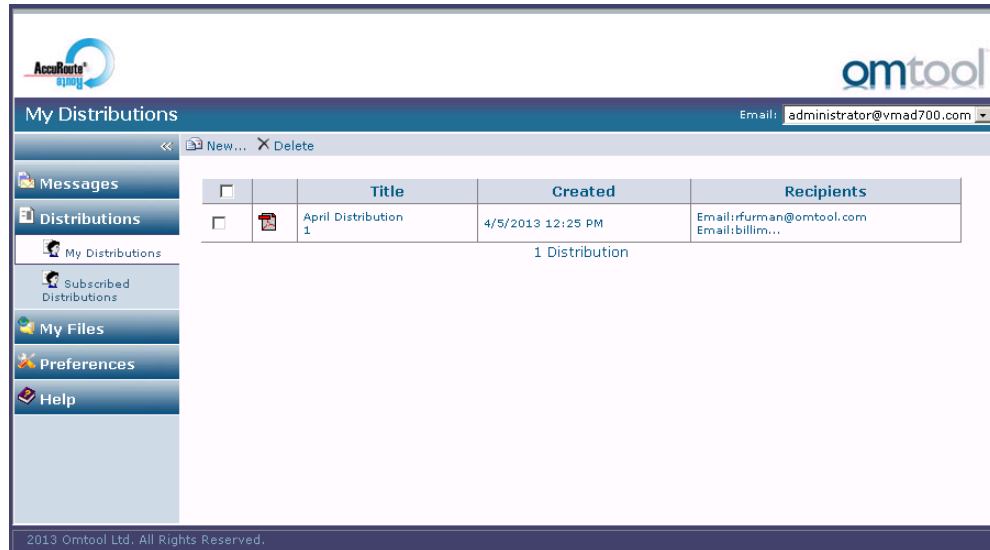 AccuRoute®
Route
omtool
My Distributions
Email: administrator@vmad700.com
« New... Delete
Messages
Distributions
My Distributions
Subscribed
Distributions
My Files
Preferences
Help
Title Created Recipients
April Distribution
1
4/5/2013 12:25 PM
Email:rfurman@omtool.com
Email:billim...
1 Distribution
2013 Omtool Ltd. All Rights Reserved.